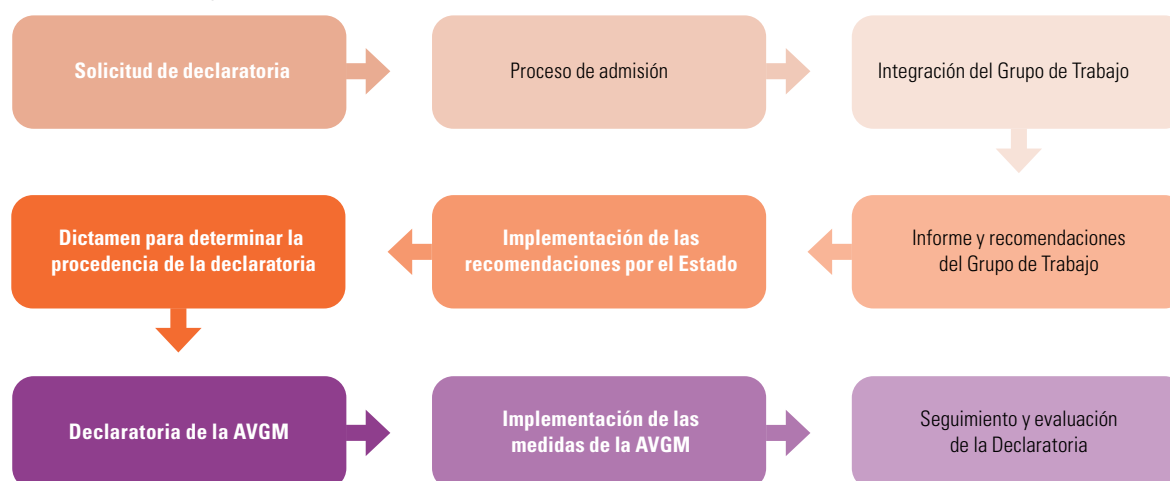 Solicitud de declaratoria
Proceso de admisión
Integración del Grupo de Trabajo
Informe y recomendaciones
del Grupo de Trabajo
Implementación de las
recomendaciones por el Estado
Dictamen para determinar la
procedencia de la declaratoria
Declaratoria de la AVGM
Implementación de las
medidas de la AVGM
Seguimiento y evaluación
de la Declaratoria